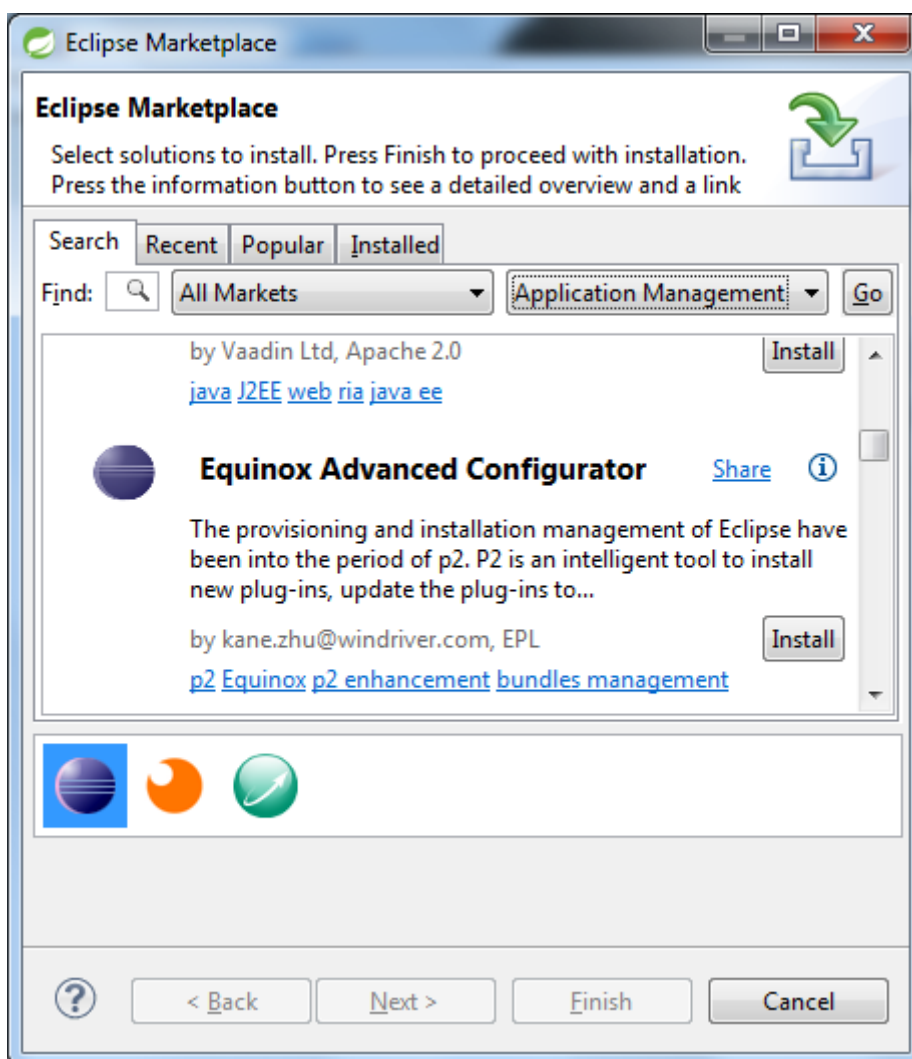 Eclipse Marketplace
Eclipse Marketplace
Select solutions to install. Press Finish to proceed with installation.
Press the information button to see a detailed overview and a link
Search Recent Popular Installed
Find: All Markets Application Management Go
by Vaadin Ltd, Apache 2.0 Install
java J2EE web ria java ee
Equinox Advanced Configurator Share
The provisioning and installation management of Eclipse have
been into the period of p2. P2 is an intelligent tool to install
new plug-ins, update the plug-ins to...
by kane.zhu@windriver.com, EPL Install
p2 Equinox p2 enhancement bundles management
< Back Next > Finish Cancel